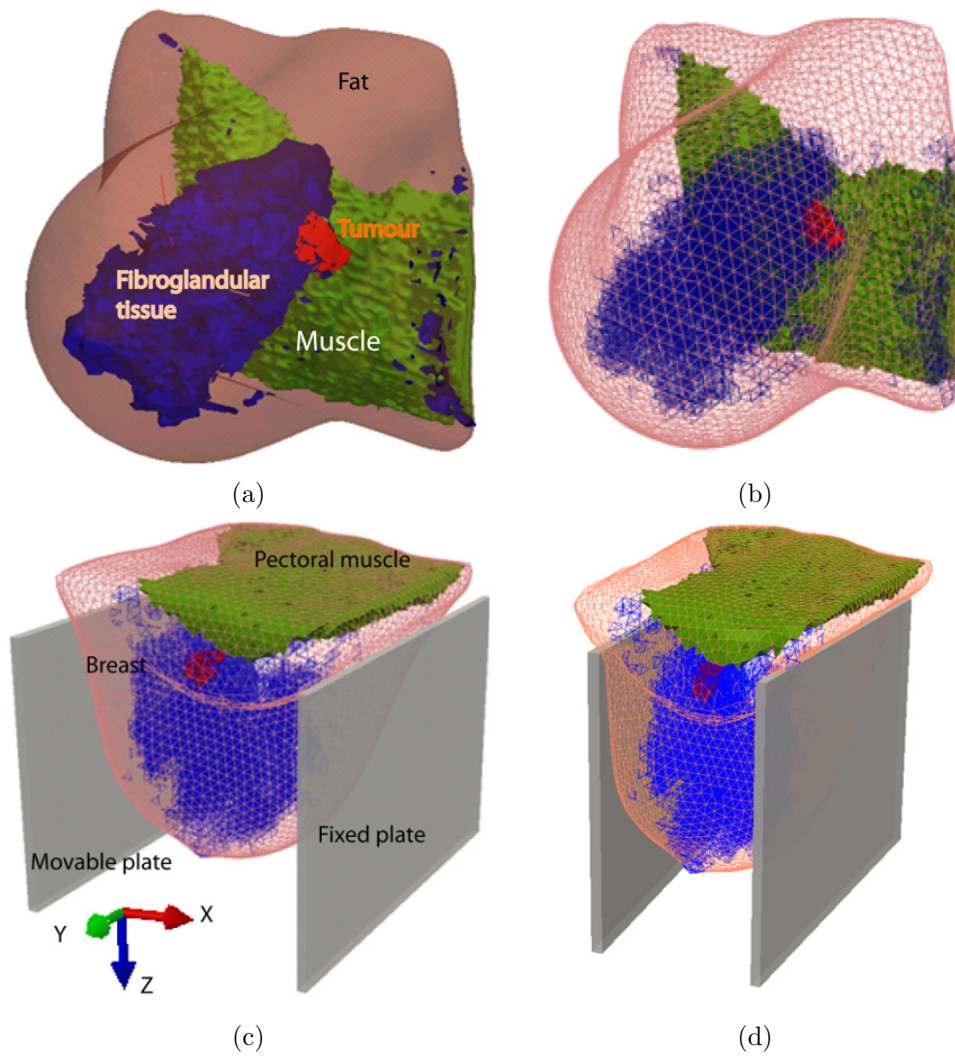 Fat
Tumour
Fibroglandular
tissue
Muscle
(a)
(b)
Pectoral muscle
Breast
Fixed plate
Movable plate
X
Y
Z
(c)
(d)